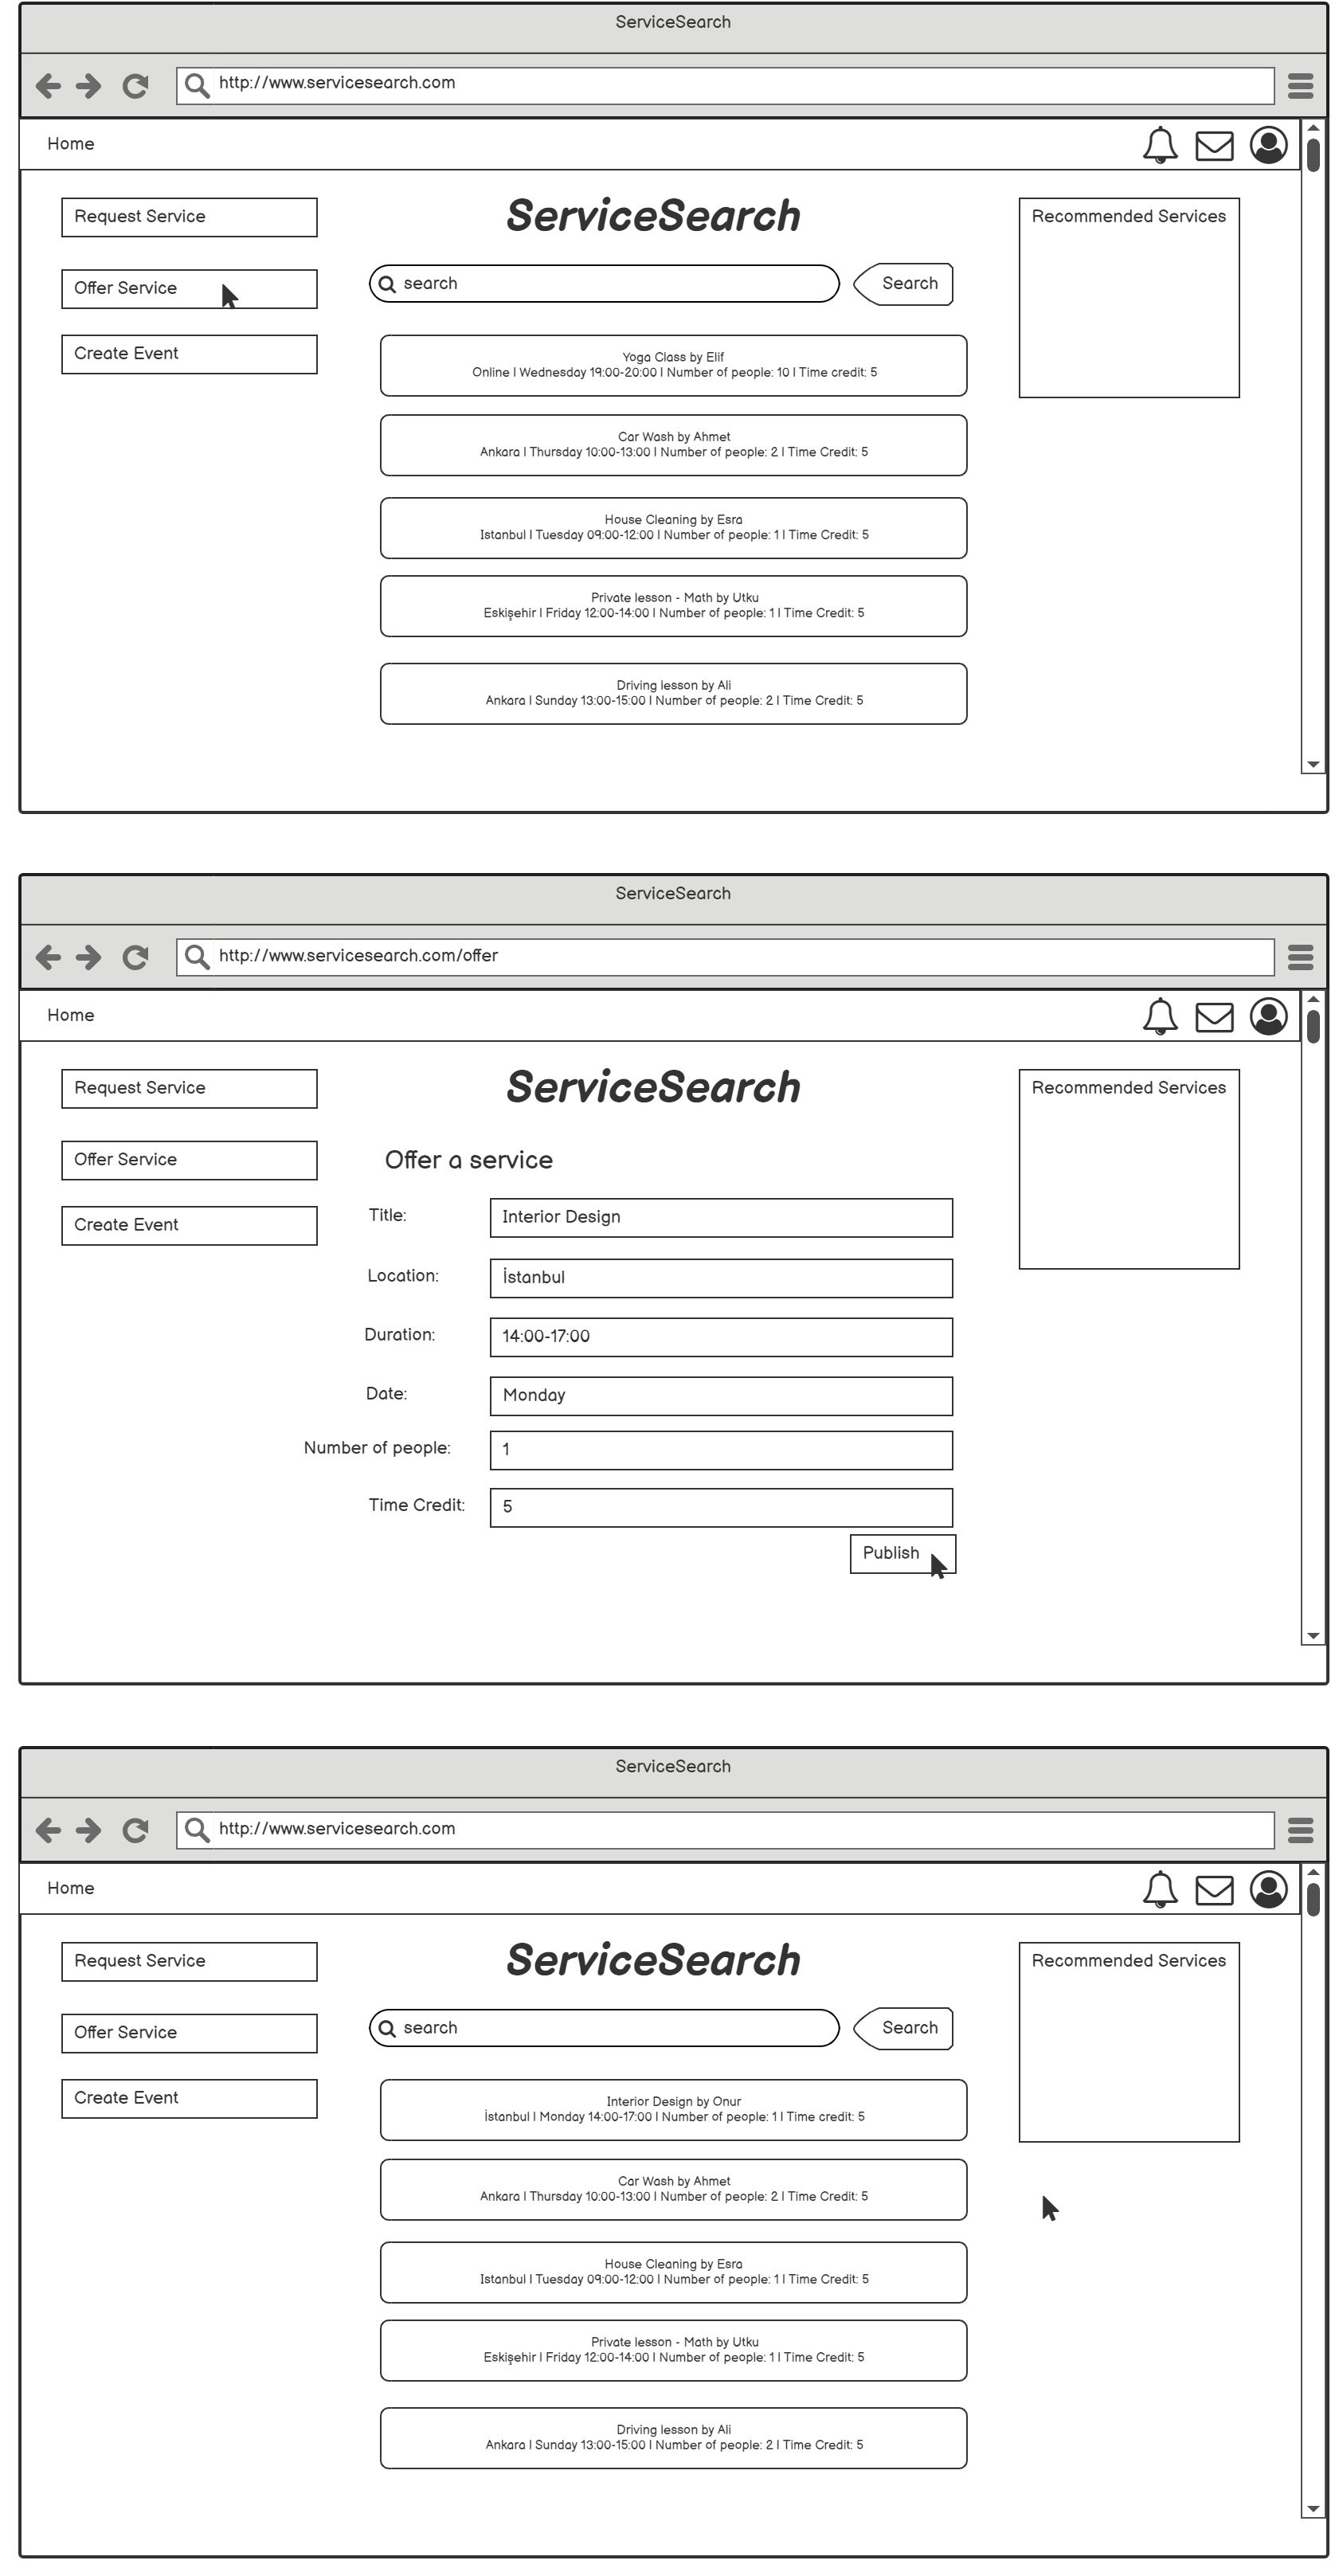 ServiceSearch
http://www.servicesearch.com
Home
Request Service
Offer Service
Create Event
ServiceSearch
search
Search
Yoga Class by Elif
Online | Wednesday 19:00-20:00 | Number of people: 10 | Time credit: 5
Car Wash by Ahmet
Ankara | Thursday 10:00-13:00 | Number of people: 2 | Time Credit: 5
House Cleaning by Esra
Istanbul | Tuesday 09:00-12:00 | Number of people: 1 | Time Credit: 5
Private lesson - Math by Utku
Eskişehir | Friday 12:00-14:00 | Number of people: 1 | Time Credit: 5
Driving lesson by Ali
Ankara | Sunday 13:00-15:00 | Number of people: 2 | Time Credit: 5
Recommended Services
ServiceSearch
http://www.servicesearch.com/offer
Home
Request Service
Offer Service
Create Event
ServiceSearch
Offer a service
Title: Interior Design
Location: İstanbul
Duration: 14:00-17:00
Date: Monday
Number of people: 1
Time Credit: 5
Publish
Recommended Services
ServiceSearch
http://www.servicesearch.com
Home
Request Service
Offer Service
Create Event
ServiceSearch
search
Search
Interior Design by Onur
İstanbul | Monday 14:00-17:00 | Number of people: 1 | Time credit: 5
Car Wash by Ahmet
Ankara | Thursday 10:00-13:00 | Number of people: 2 | Time Credit: 5
House Cleaning by Esra
Istanbul | Tuesday 09:00-12:00 | Number of people: 1 | Time Credit: 5
Private lesson - Math by Utku
Eskişehir | Friday 12:00-14:00 | Number of people: 1 | Time Credit: 5
Driving lesson by Ali
Ankara | Sunday 13:00-15:00 | Number of people: 2 | Time Credit: 5
Recommended Services